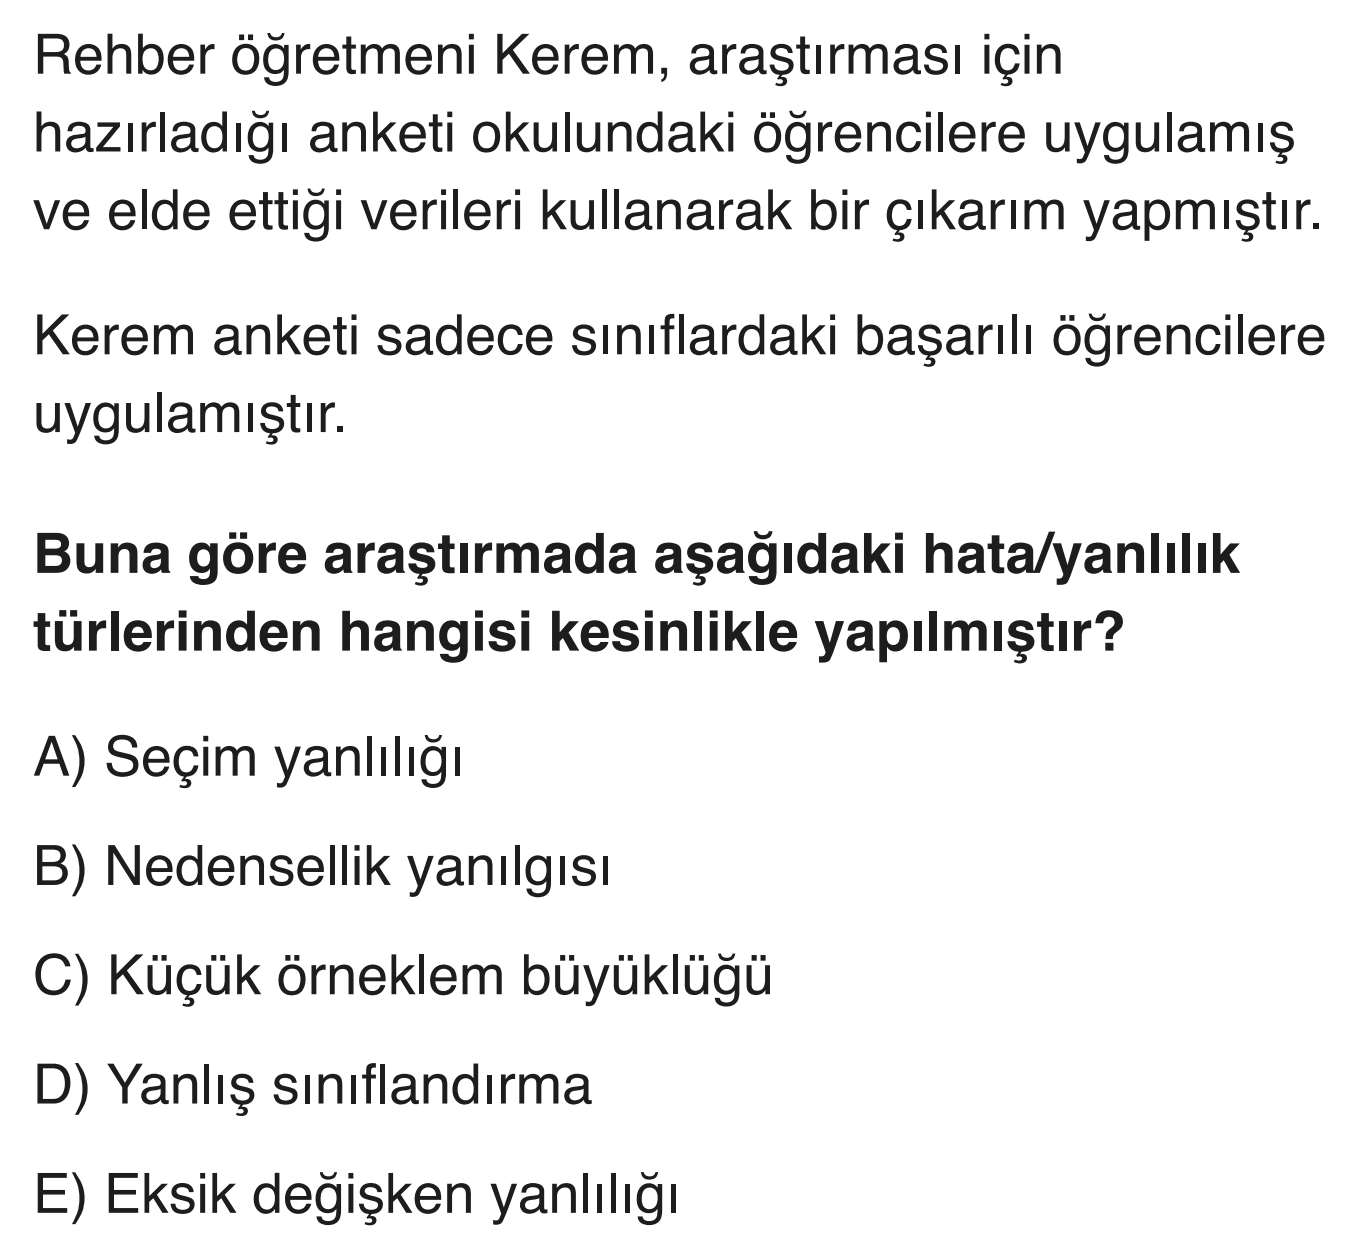 Rehber öğretmeni Kerem, araştırması için
hazırladığı anketi okulundaki öğrencilere uygulamış
ve elde ettiği verileri kullanarak bir çıkarım yapmıştır.
Kerem anketi sadece sınıflardaki başarılı öğrencilere
uygulamıştır.
Buna göre araştırmada aşağıdaki hata/yanlılık
türlerinden hangisi kesinlikle yapılmıştır?
A) Seçim yanlılığı
B) Nedensellik yanılgısı
C) Küçük örneklem büyüklüğü
D) Yanlış sınıflandırma
E) Eksik değişken yanlılığı